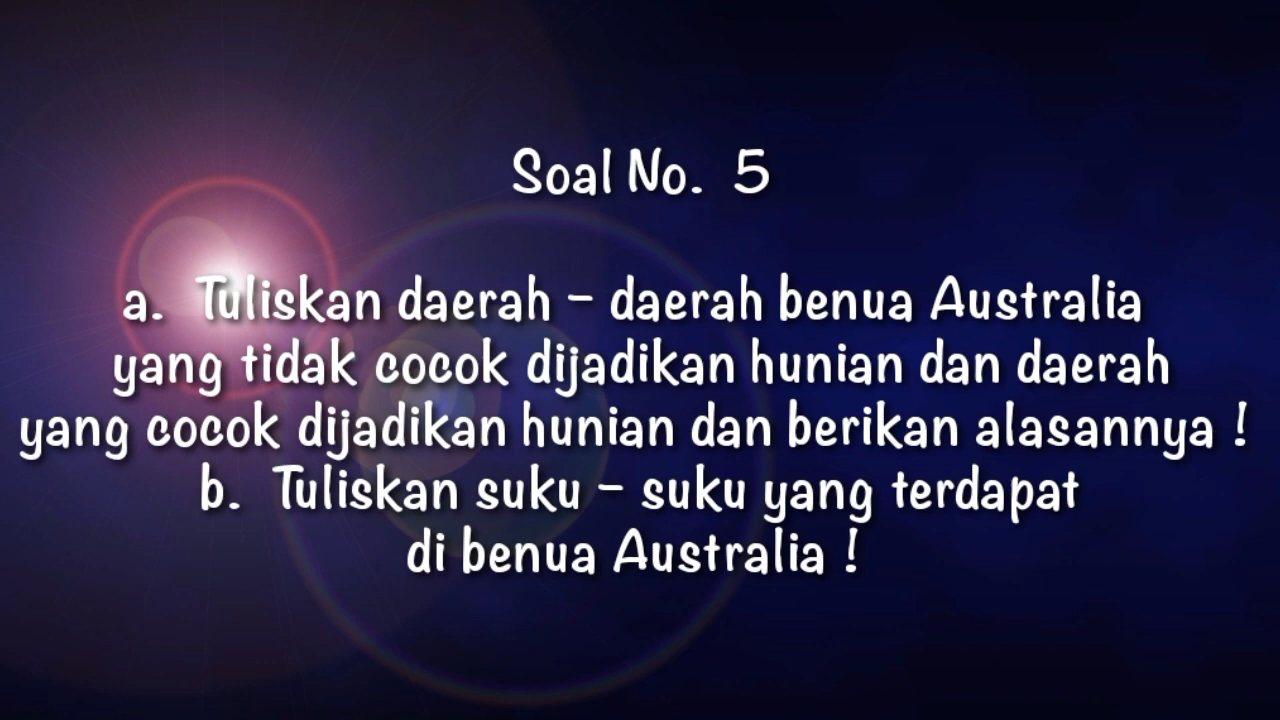 Soal No. 5
a. Tuliskan daerah - daerah benua Australia
yang tidak cocok dijadikan hunian dan daerah
yang cocok dijadikan hunian dan berikan alasannya !
b. Tuliskan suku - suku yang terdapat
di benua Australia !